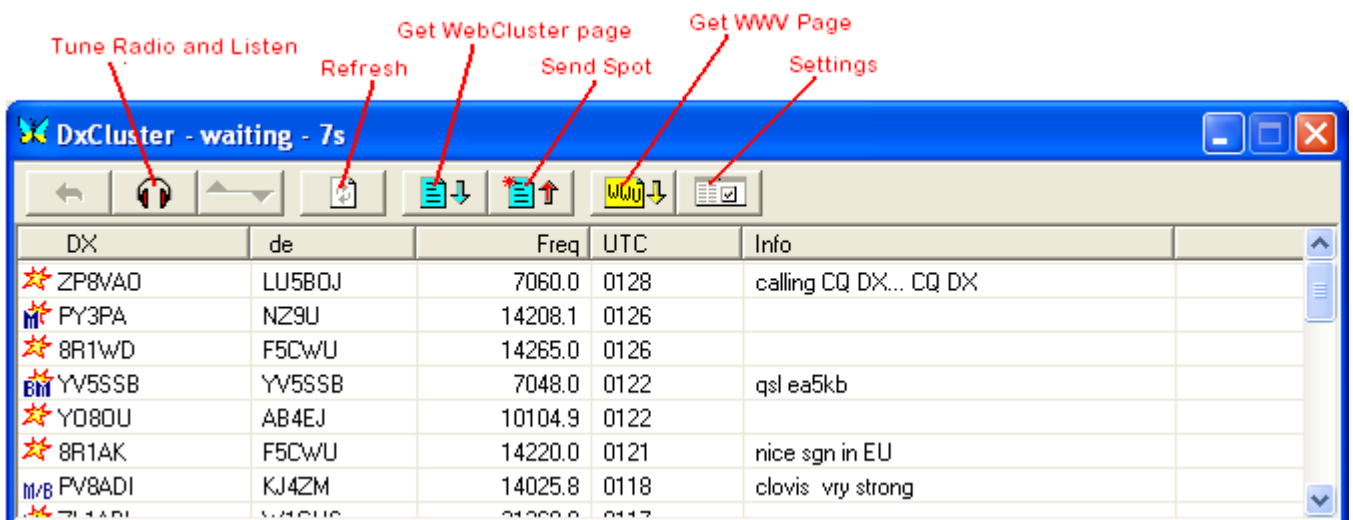 Tune Radio and Listen
Refresh
Get WebCluster page
Send Spot
Get WWV Page
Settings
DxCluster - waiting - 7s
DX de Freq UTC Info
ZP8VAO LU5BOJ 7060.0 0128 calling CQ DX... CQ DX
M PY3PA NZ9U 14208.1 0126
8R1WD F5CWU 14265.0 0126
BM YV5SSB YV5SSB 7048.0 0122 qsl ea5kb
YO8OU AB4EJ 10104.9 0122
8R1AK F5CWU 14220.0 0121 nice sgn in EU
M/B PV8ADI KJ4ZM 14025.8 0118 clovis vry strong